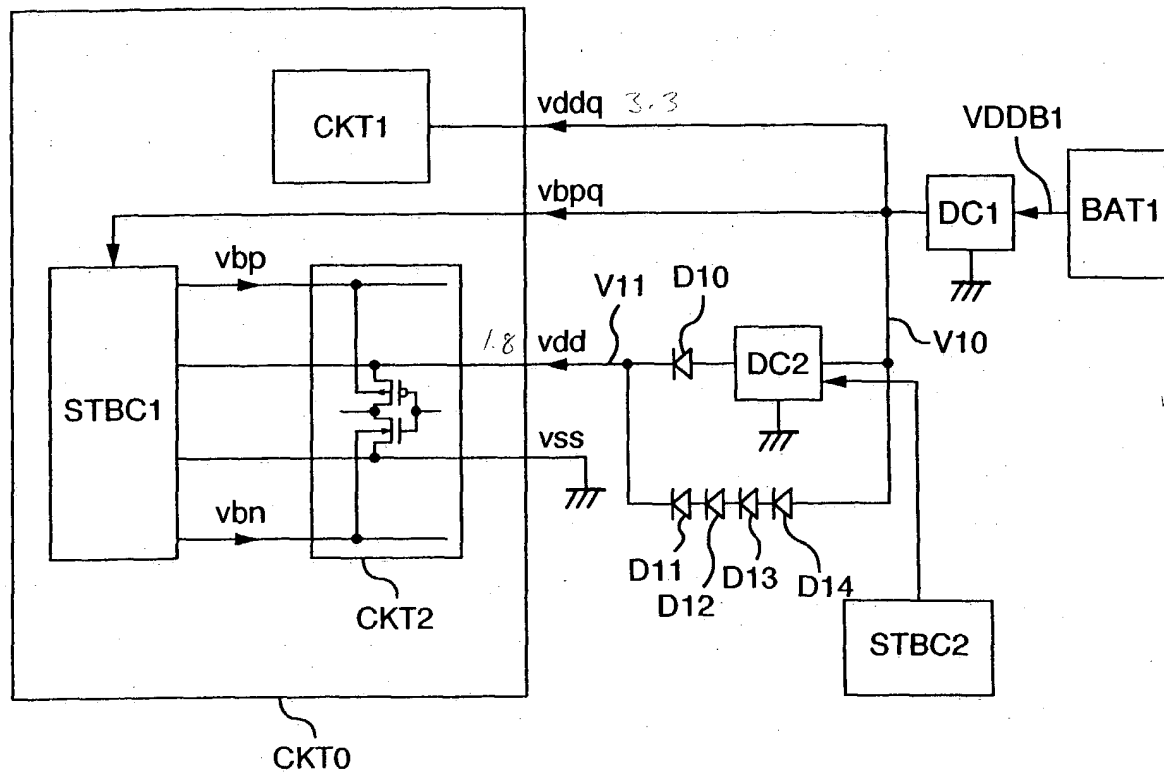 CKT1
vddq 3.3
VDDB1
vbpq
DC1
BAT1
vbp
V11
D10
1.8 vdd
V10
DC2
STBC1
vss
vbn
D11
D12
D13
D14
CKT2
STBC2
CKT0